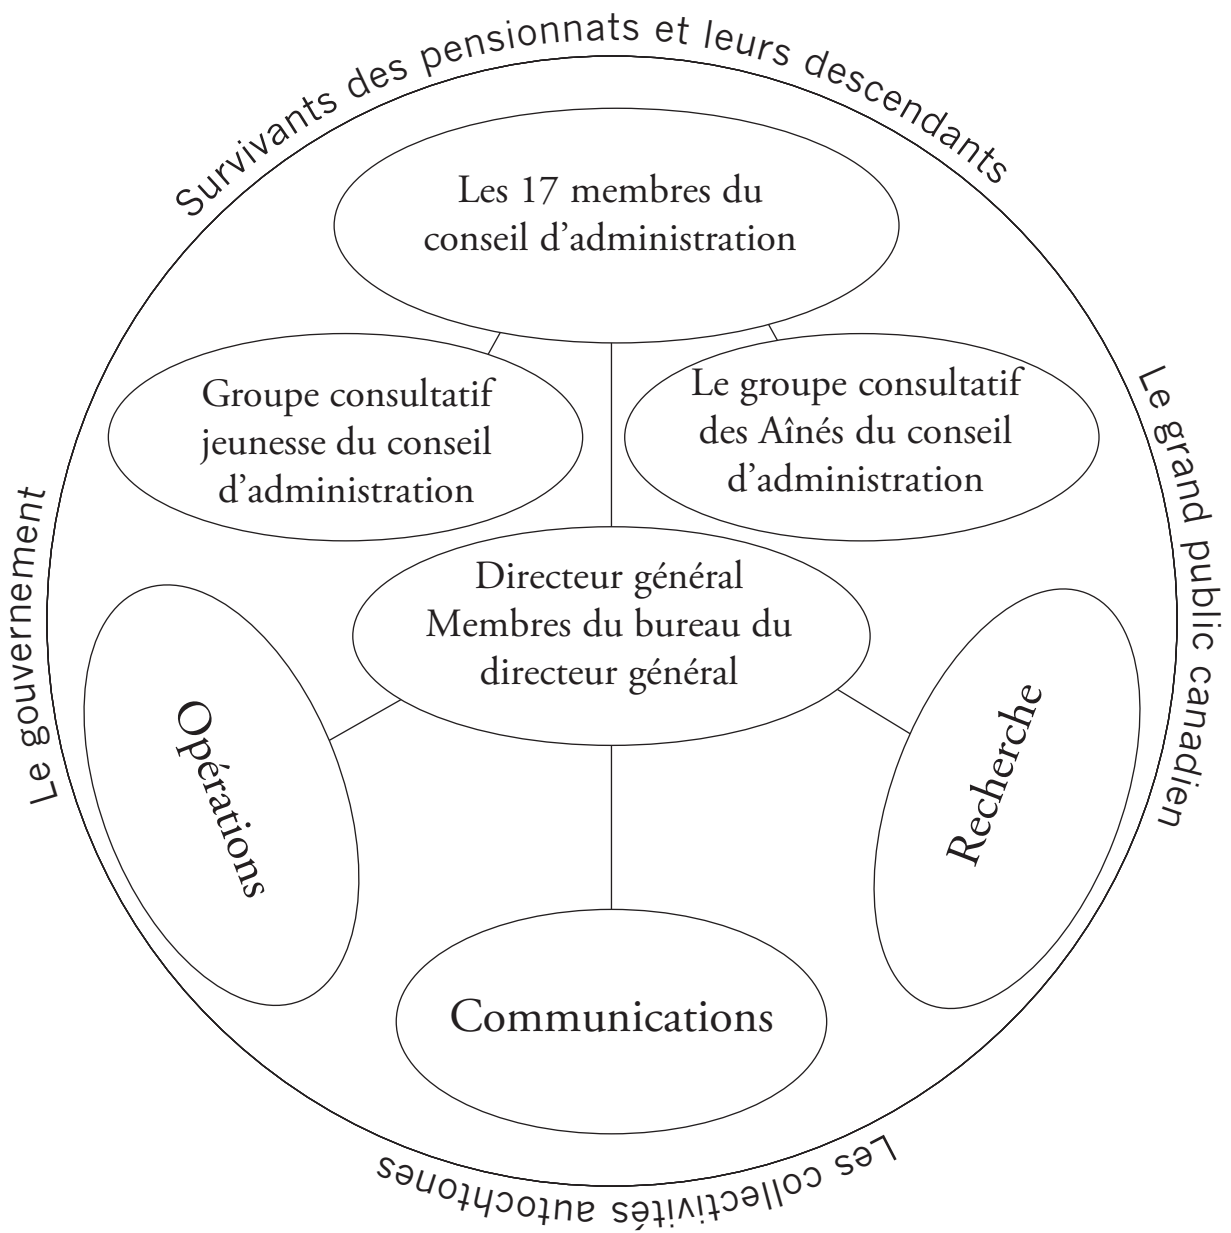 Survivants des pensionnats et leurs descendants
Les 17 membres du
conseil d’administration
Groupe consultatif
jeunesse du conseil
d’administration
Le groupe consultatif
des Aînés du conseil
d’administration
Le grand public canadien
Le gouvernement
Directeur général
Membres du bureau du
directeur général
Opérations
Recherche
Communications
Les collectivités autochtones